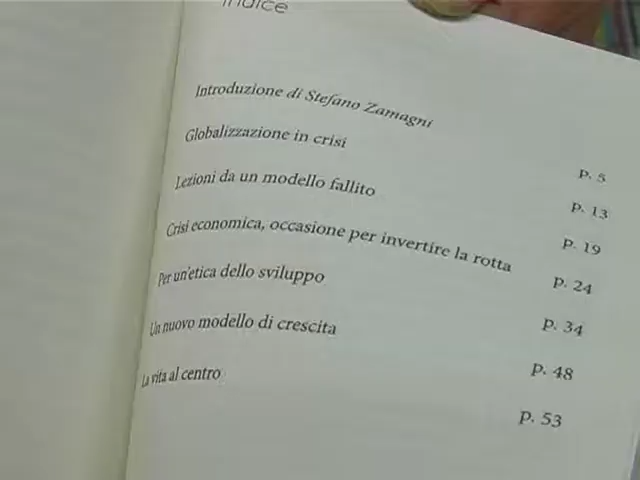 indice
Introduzione di Stefano Zamagni p. 5
Globalizzazione in crisi p. 13
Lezioni da un modello fallito p. 19
Crisi economica, occasione per invertire la rotta p. 24
Per un'etica dello sviluppo p. 34
Un nuovo modello di crescita p. 48
La vita al centro p. 53